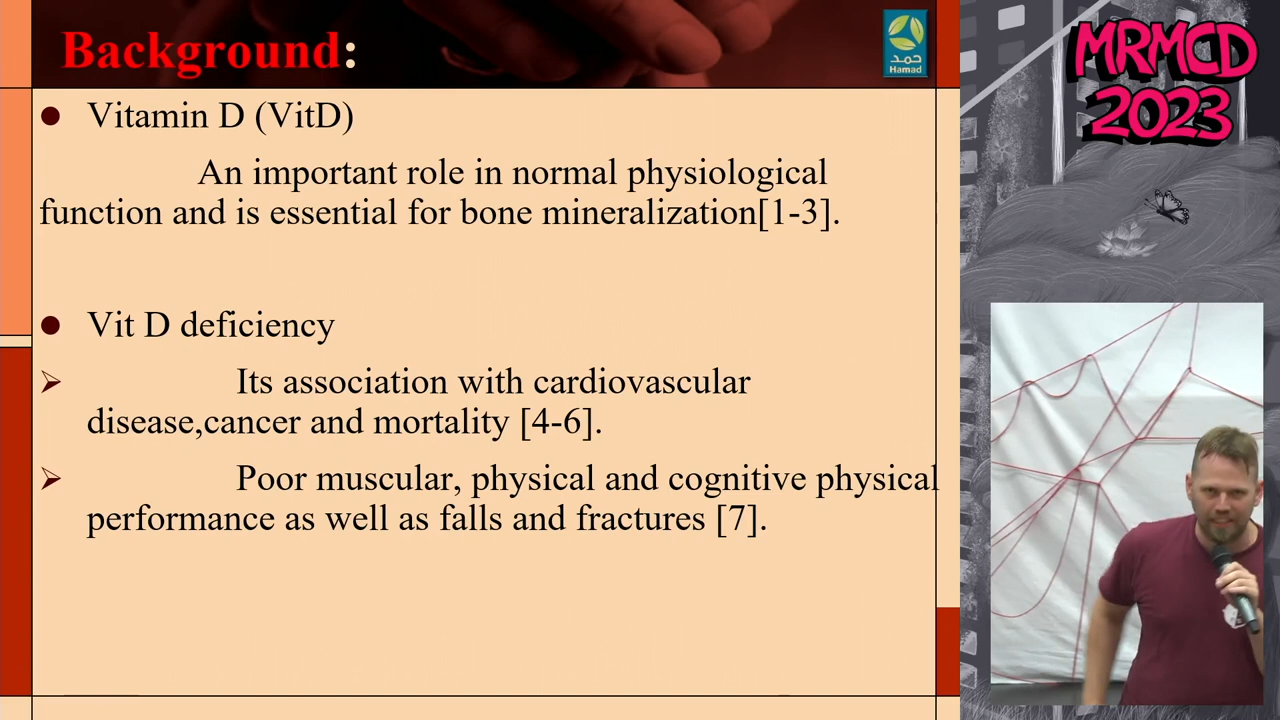 Background:
حمد
Hamad
● Vitamin D (VitD)
An important role in normal physiological
function and is essential for bone mineralization[1-3].
● Vit D deficiency
➢ Its association with cardiovascular
disease,cancer and mortality [4-6].
➢ Poor muscular, physical and cognitive physical
performance as well as falls and fractures [7].
MRMCD
2023